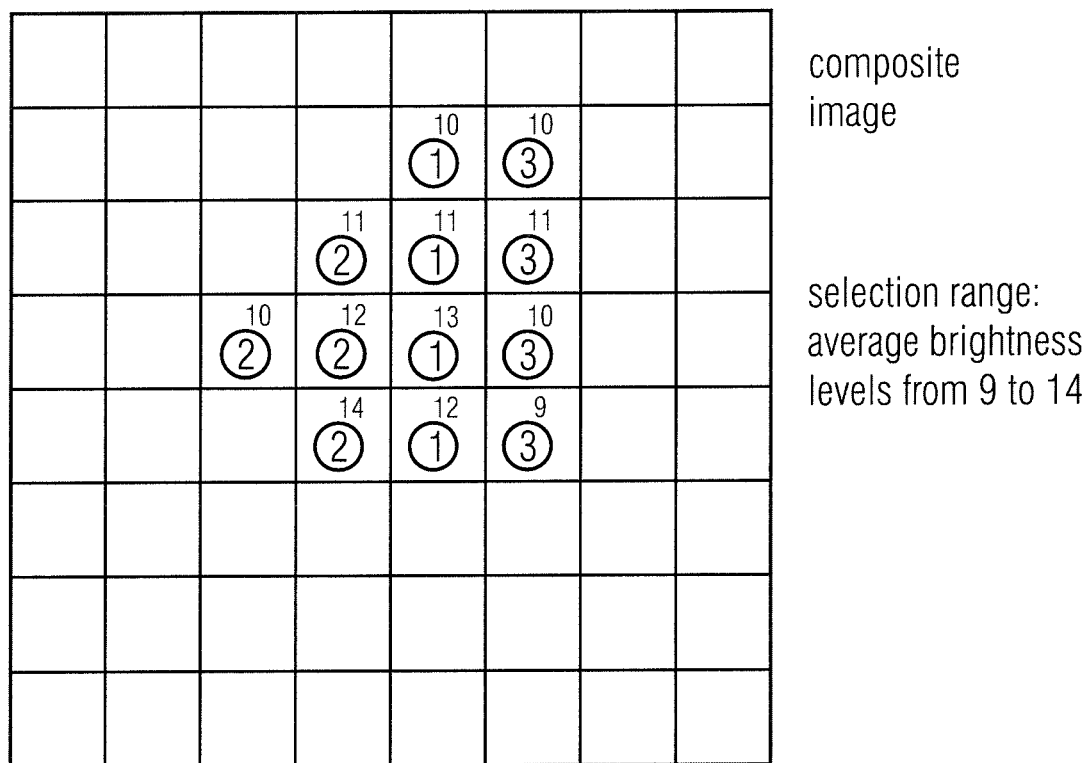 composite
image
10 10
1 3
11 11 11
2 1 3
10 12 13 10
2 2 1 3
14 12 9
2 1 3
selection range:
average brightness
levels from 9 to 14